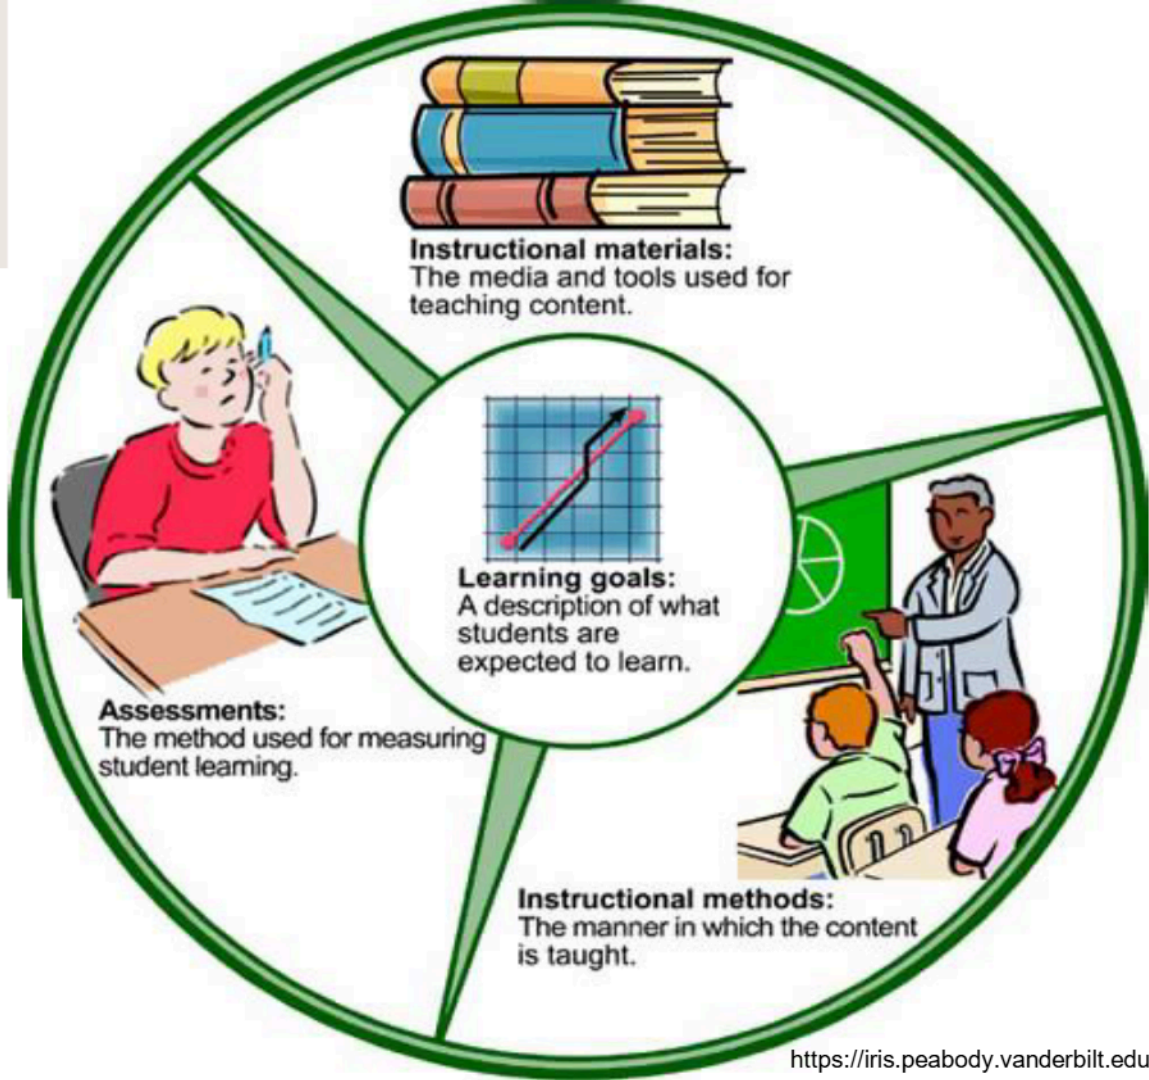 Instructional materials:
The media and tools used for
teaching content.
Learning goals:
A description of what
students are
expected to learn.
Assessments:
The method used for measuring
student learning.
Instructional methods:
The manner in which the content
is taught.
https://iris.peabody.vanderbilt.edu